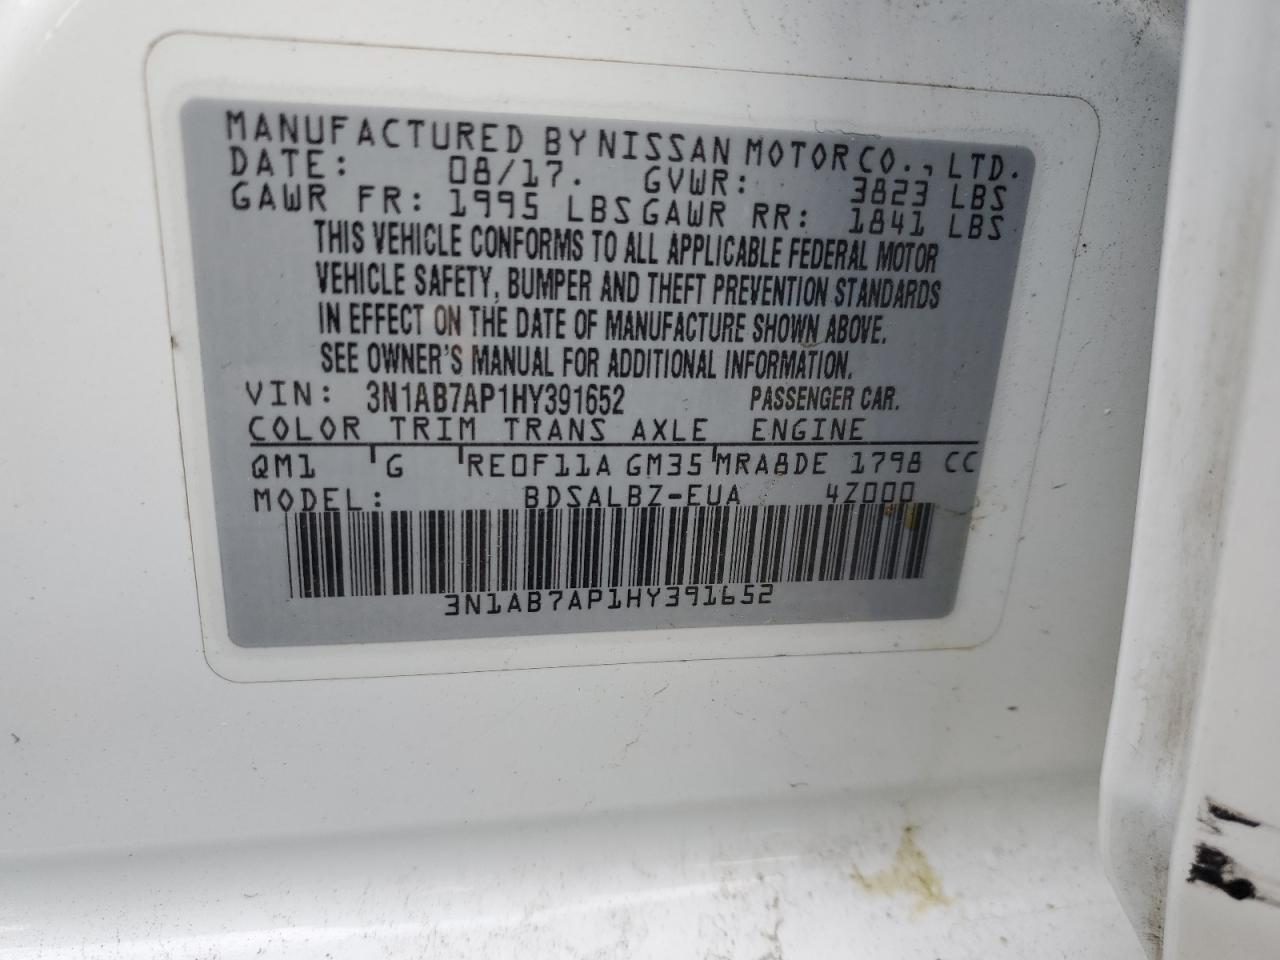 MANUFACTURED BY NISSAN MOTOR CO., LTD.
DATE: 08/17. GVWR: 3823 LBS
GAWR FR: 1995 LBS GAWR RR: 1841 LBS
THIS VEHICLE CONFORMS TO ALL APPLICABLE FEDERAL MOTOR
VEHICLE SAFETY, BUMPER AND THEFT PREVENTION STANDARDS
IN EFFECT ON THE DATE OF MANUFACTURE SHOWN ABOVE.
SEE OWNER'S MANUAL FOR ADDITIONAL INFORMATION.
VIN: 3N1AB7AP1HY391652 PASSENGER CAR.
COLOR TRIM TRANS AXLE ENGINE
QM1 G RE0F11A GM35 MRA8DE 1798 CC
MODEL: BDSALBZ-EUA 4Z000
3N1AB7AP1HY391652